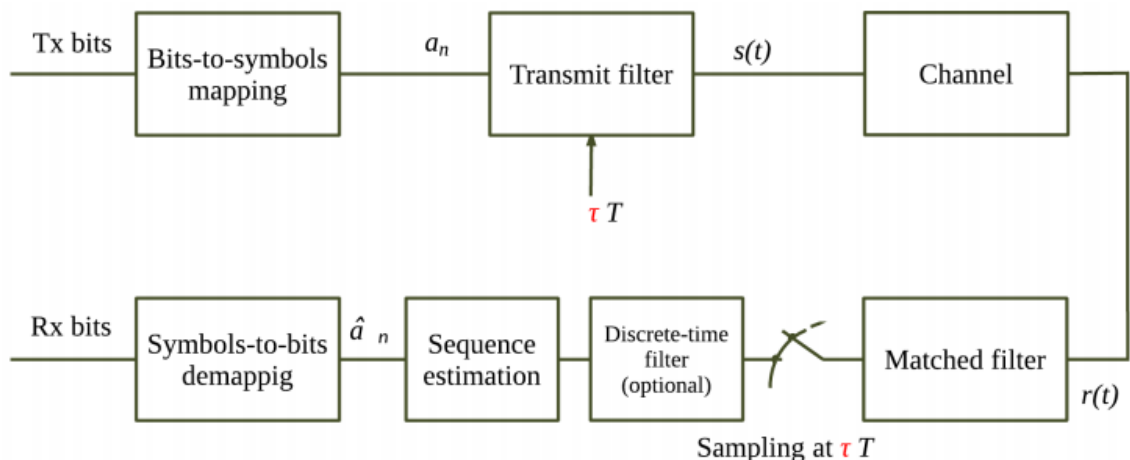 Tx bits
Bits-to-symbols
mapping
aₙ
Transmit filter
s(t)
Channel
τ T
Rx bits
Symbols-to-bits
demappig
â ₙ
Sequence
estimation
Discrete-time
filter
(optional)
Matched filter
r(t)
Sampling at τ T